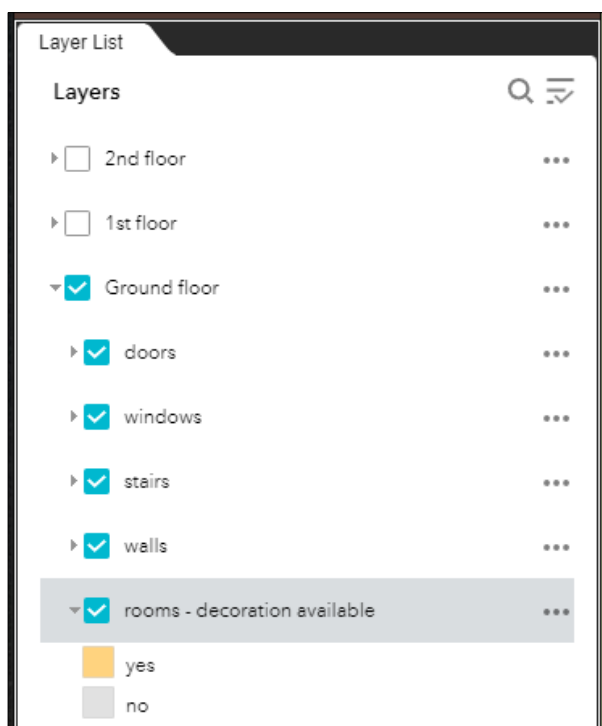 Layer List
Layers
2nd floor
1st floor
Ground floor
doors
windows
stairs
walls
rooms - decoration available
yes
no